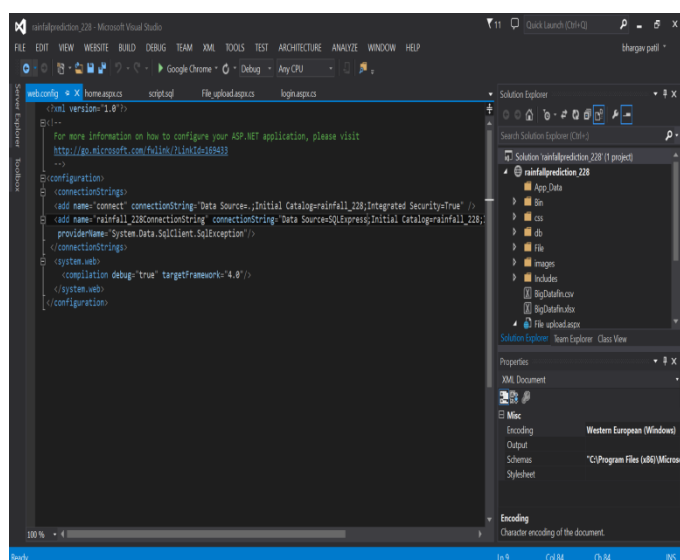 rainfallprediction_228 - Microsoft Visual Studio
11
Quick Launch (Ctrl+Q)
FILE EDIT VIEW WEBSITE BUILD DEBUG TEAM XML TOOLS TEST ARCHITECTURE ANALYZE WINDOW HELP
bhargav patil
Google Chrome
Debug
Any CPU
Server Explorer
Toolbox
web.config home.aspx.cs script.sql File_upload.aspx.cs login.aspx.cs
<?xml version="1.0"?>
<!--
For more information on how to configure your ASP.NET application, please visit
http://go.microsoft.com/fwlink/?LinkId=169433
-->
<configuration>
<connectionStrings>
<add name="connect" connectionString="Data Source=.;Initial Catalog=rainfall_228;Integrated Security=True" />
<add name="rainfall_228ConnectionString" connectionString="Data Source=SQLExpress;Initial Catalog=rainfall_228;
providerName="System.Data.SqlClient.SqlException"/>
</connectionStrings>
<system.web>
<compilation debug="true" targetFramework="4.0"/>
</system.web>
</configuration>
100 %
Solution Explorer
Search Solution Explorer (Ctrl+;)
Solution 'rainfallprediction_228' (1 project)
rainfallprediction_228
App_Data
Bin
css
db
File
images
Includes
BigDatafin.csv
BigDatafin.xlsx
File upload.aspx
Solution Explorer Team Explorer Class View
Properties
XML Document
Misc
Encoding Western European (Windows)
Output
Schemas "C:\Program Files (x86)\Micros
Stylesheet
Encoding
Character encoding of the document.
Ready
Ln 9 Col 84 Ch 84 INS